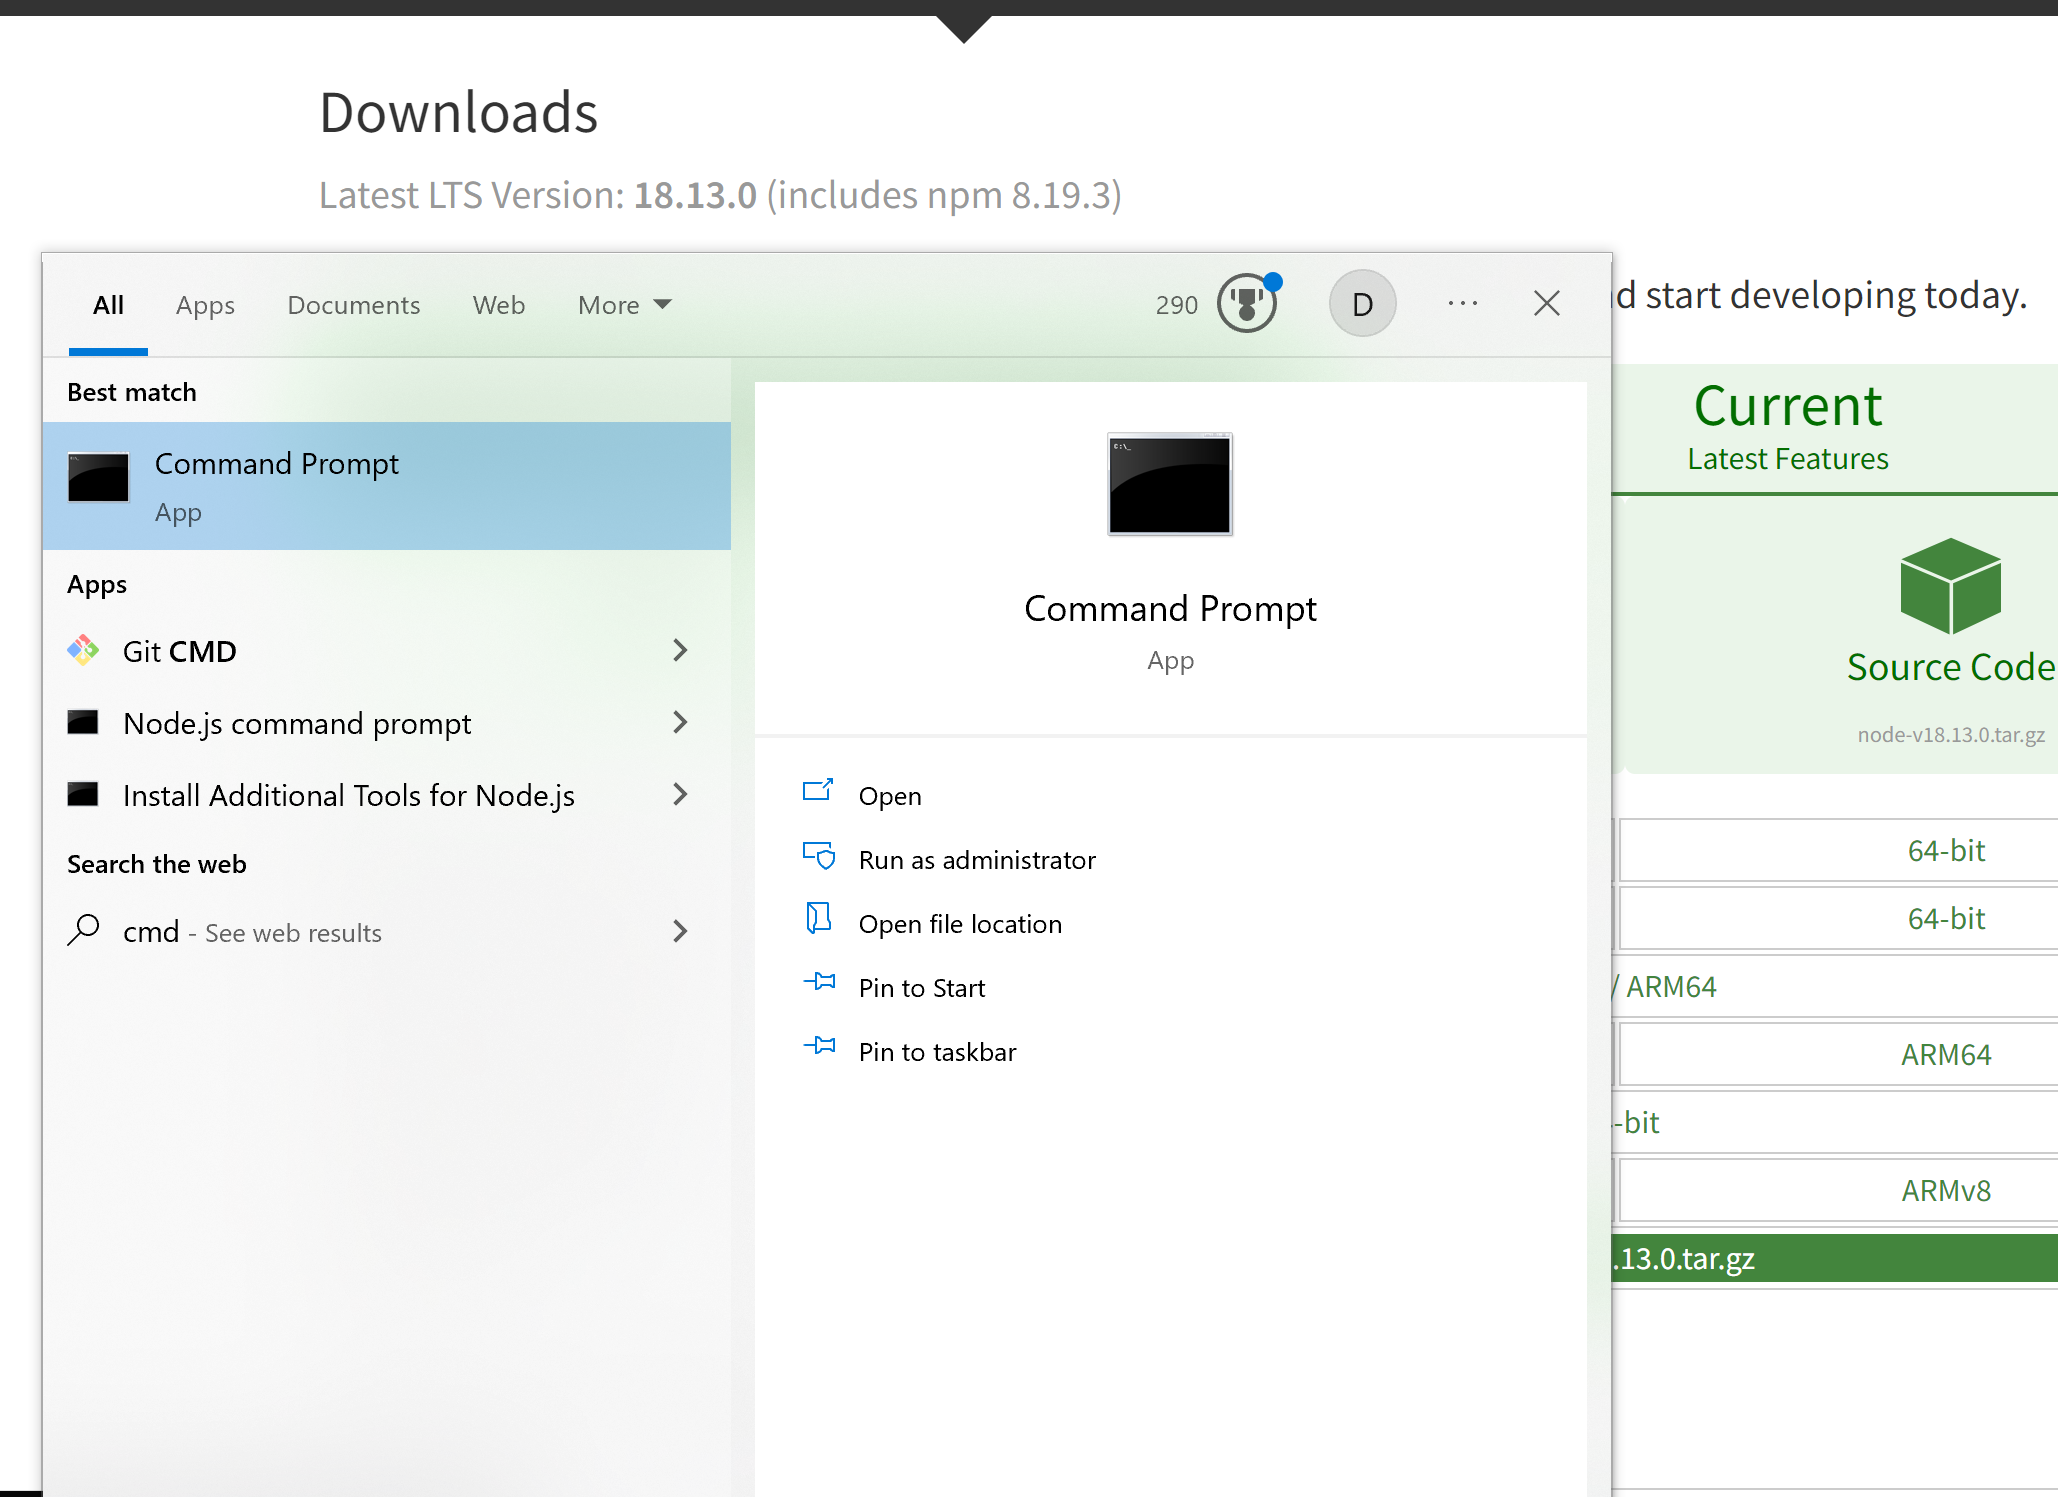 Downloads
Latest LTS Version: 18.13.0 (includes npm 8.19.3)
d start developing today.
All Apps Documents Web More 290 D ...
Best match
Command Prompt
App
Apps
Git CMD
Node.js command prompt
Install Additional Tools for Node.js
Search the web
cmd - See web results
C:\_
Command Prompt
App
Open
Run as administrator
Open file location
Pin to Start
Pin to taskbar
Current
Latest Features
Source Code
node-v18.13.0.tar.gz
64-bit
64-bit
/ ARM64
ARM64
-bit
ARMv8
.13.0.tar.gz